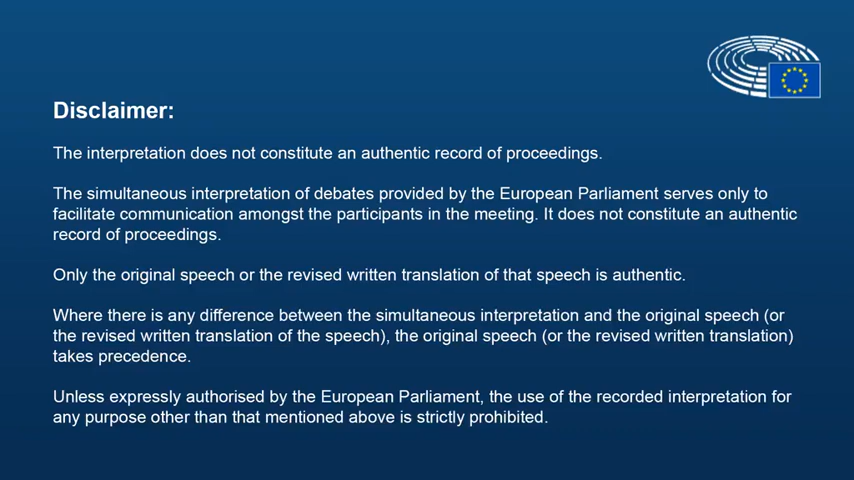 Disclaimer:
The interpretation does not constitute an authentic record of proceedings.
The simultaneous interpretation of debates provided by the European Parliament serves only to
facilitate communication amongst the participants in the meeting. It does not constitute an authentic
record of proceedings.
Only the original speech or the revised written translation of that speech is authentic.
Where there is any difference between the simultaneous interpretation and the original speech (or
the revised written translation of the speech), the original speech (or the revised written translation)
takes precedence.
Unless expressly authorised by the European Parliament, the use of the recorded interpretation for
any purpose other than that mentioned above is strictly prohibited.